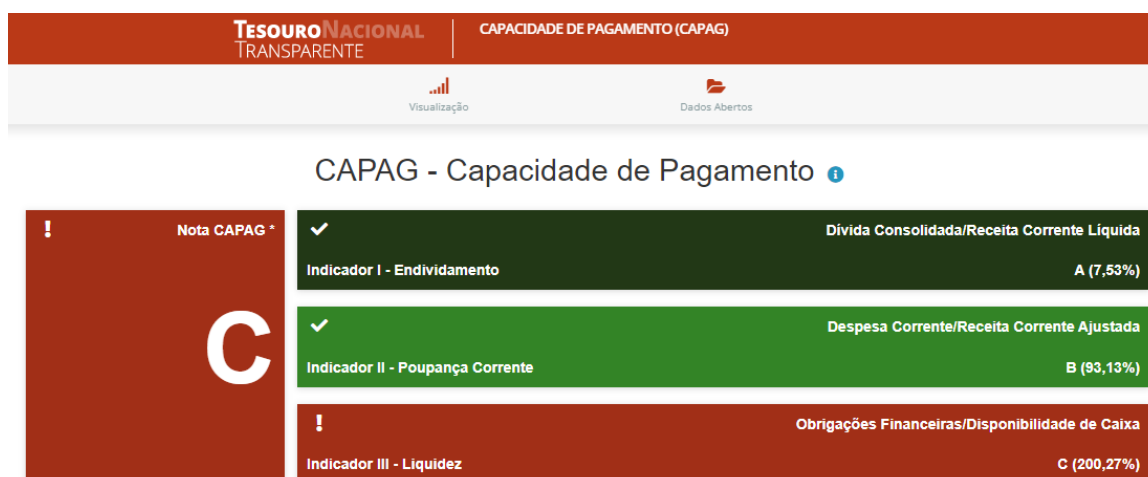 TESOURO NACIONAL
TRANSPARENTE
CAPACIDADE DE PAGAMENTO (CAPAG)
Visualização
Dados Abertos
CAPAG - Capacidade de Pagamento
Nota CAPAG *
C
Dívida Consolidada/Receita Corrente Líquida
Indicador I - Endividamento
A (7,53%)
Despesa Corrente/Receita Corrente Ajustada
Indicador II - Poupança Corrente
B (93,13%)
Obrigações Financeiras/Disponibilidade de Caixa
Indicador III - Liquidez
C (200,27%)